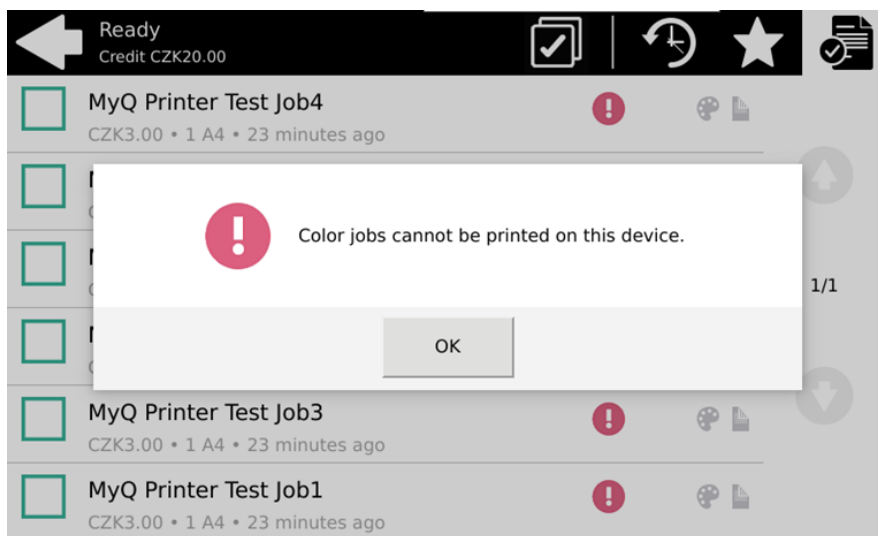 Ready
Credit CZK20.00
MyQ Printer Test Job4
CZK3.00 • 1 A4 • 23 minutes ago
Color jobs cannot be printed on this device.
1/1
OK
MyQ Printer Test Job3
CZK3.00 • 1 A4 • 23 minutes ago
MyQ Printer Test Job1
CZK3.00 • 1 A4 • 23 minutes ago